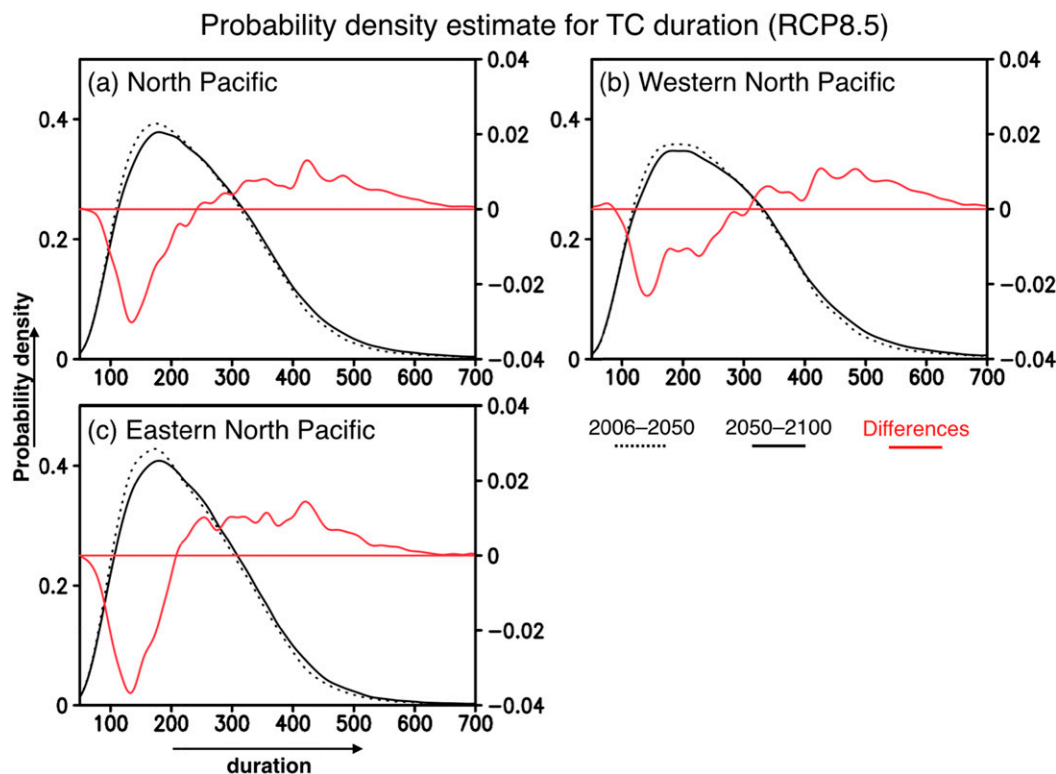 Probability density estimate for TC duration (RCP8.5)
(a) North Pacific
0.4
0.2
0
0.04
0.02
0
−0.02
−0.04
100 200 300 400 500 600 700
(b) Western North Pacific
0.4
0.2
0
0.04
0.02
0
−0.02
−0.04
100 200 300 400 500 600 700
Probability density
(c) Eastern North Pacific
0.4
0.2
0
0.04
0.02
0
−0.02
−0.04
100 200 300 400 500 600 700
duration
2006–2050 2050–2100 Differences